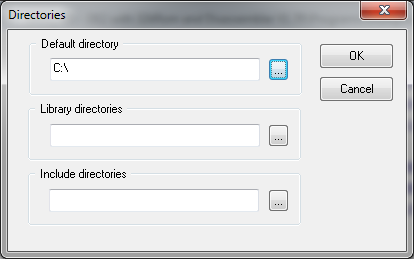 Directories
Default directory
C:\
...
OK
Cancel
Library directories
...
Include directories
...